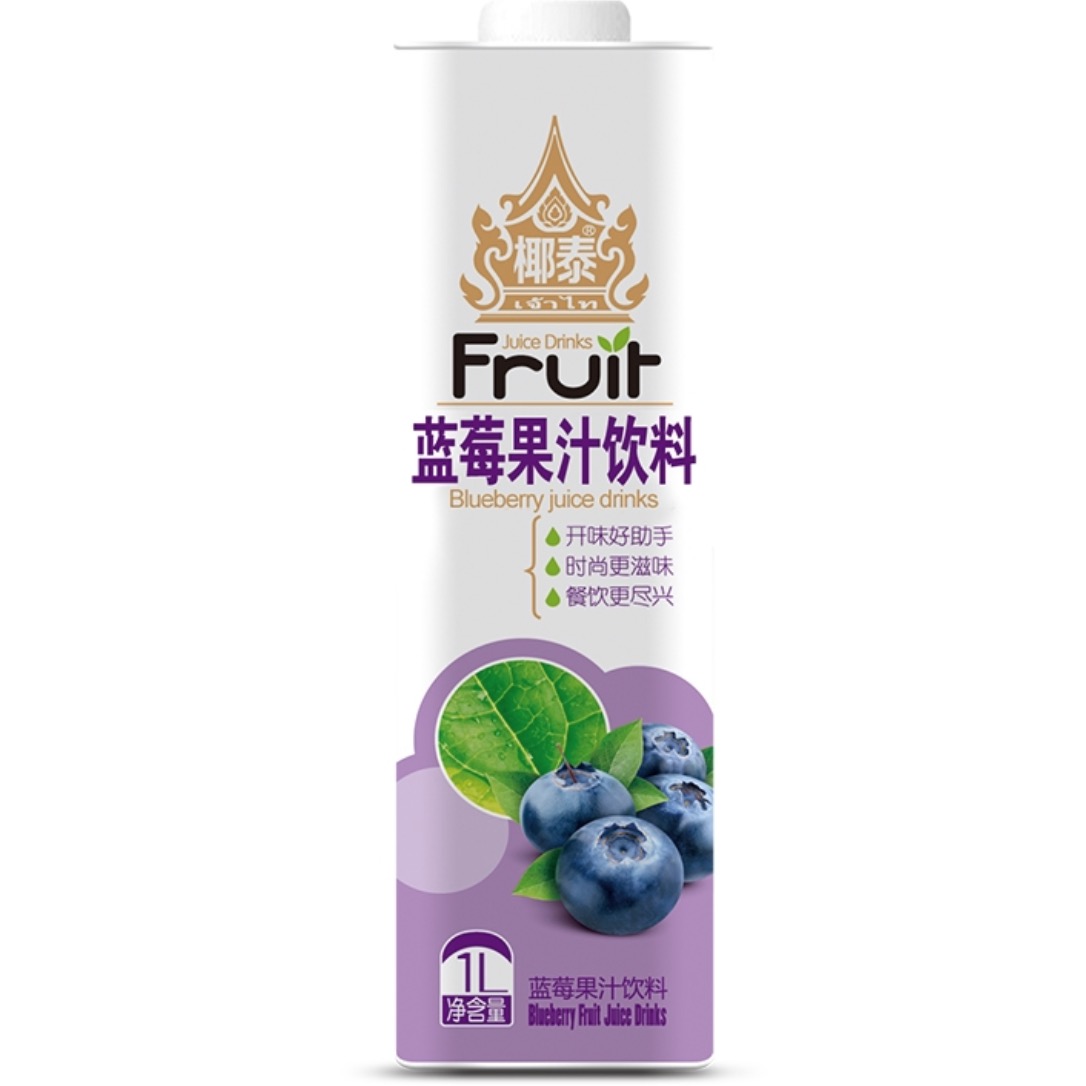 椰泰®
เจ้าไท
Juice Drinks
Fruit
蓝莓果汁饮料
Blueberry juice drinks
开味好助手
时尚更滋味
餐饮更尽兴
1L
净含量
蓝莓果汁饮料
Blueberry Fruit Juice Drinks